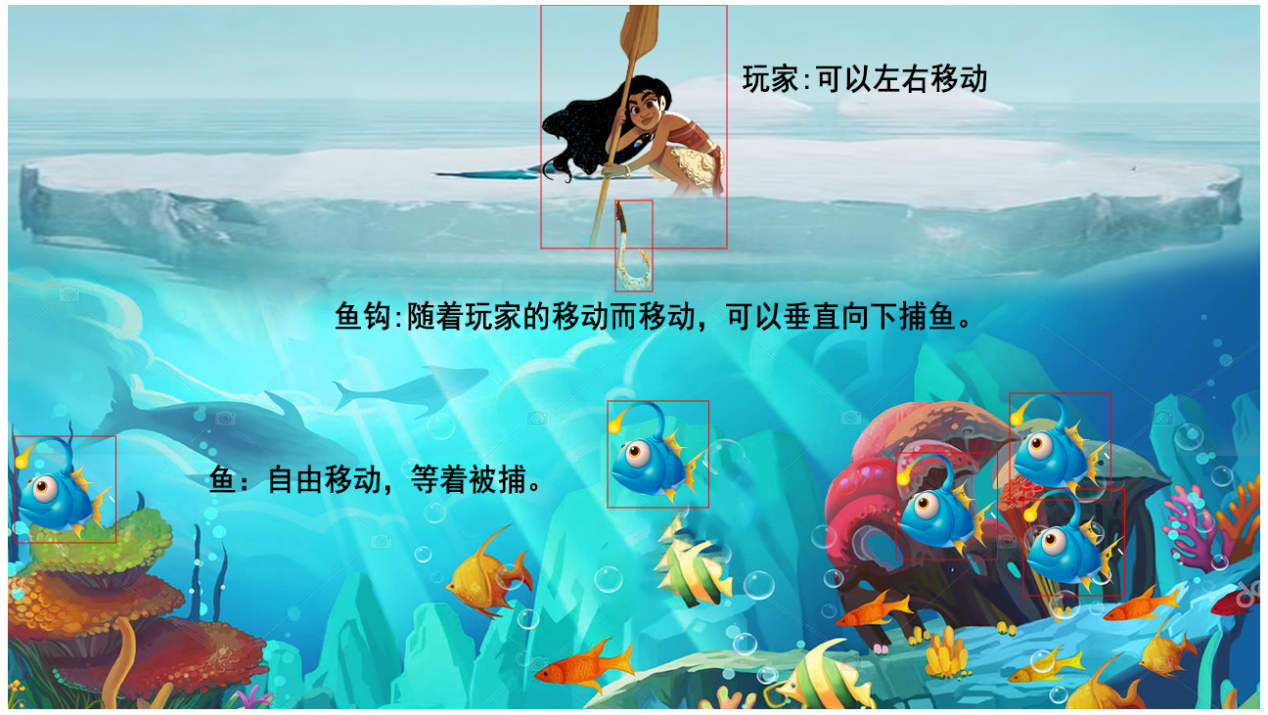 玩家:可以左右移动
鱼钩:随着玩家的移动而移动，可以垂直向下捕鱼。
鱼：自由移动，等着被捕。